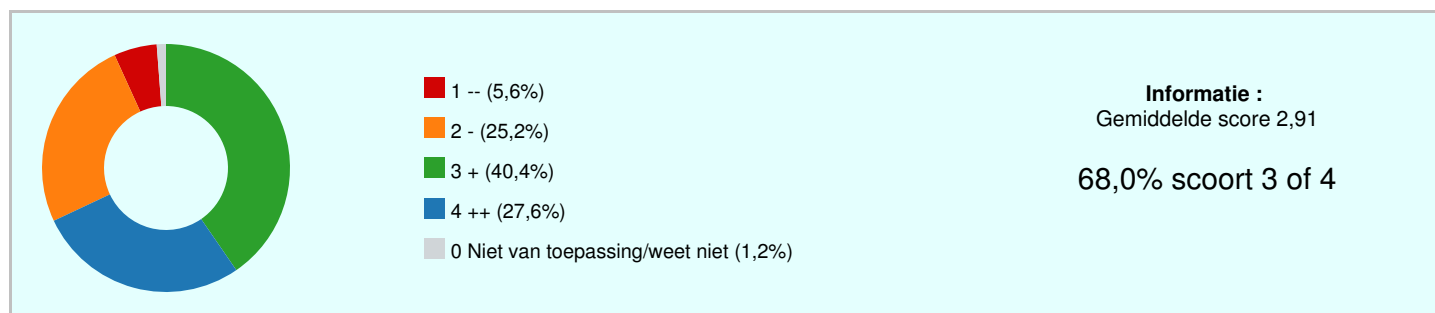 1 -- (5,6%)
2 - (25,2%)
3 + (40,4%)
4 ++ (27,6%)
0 Niet van toepassing/weet niet (1,2%)
Informatie :
Gemiddelde score 2,91
68,0% scoort 3 of 4